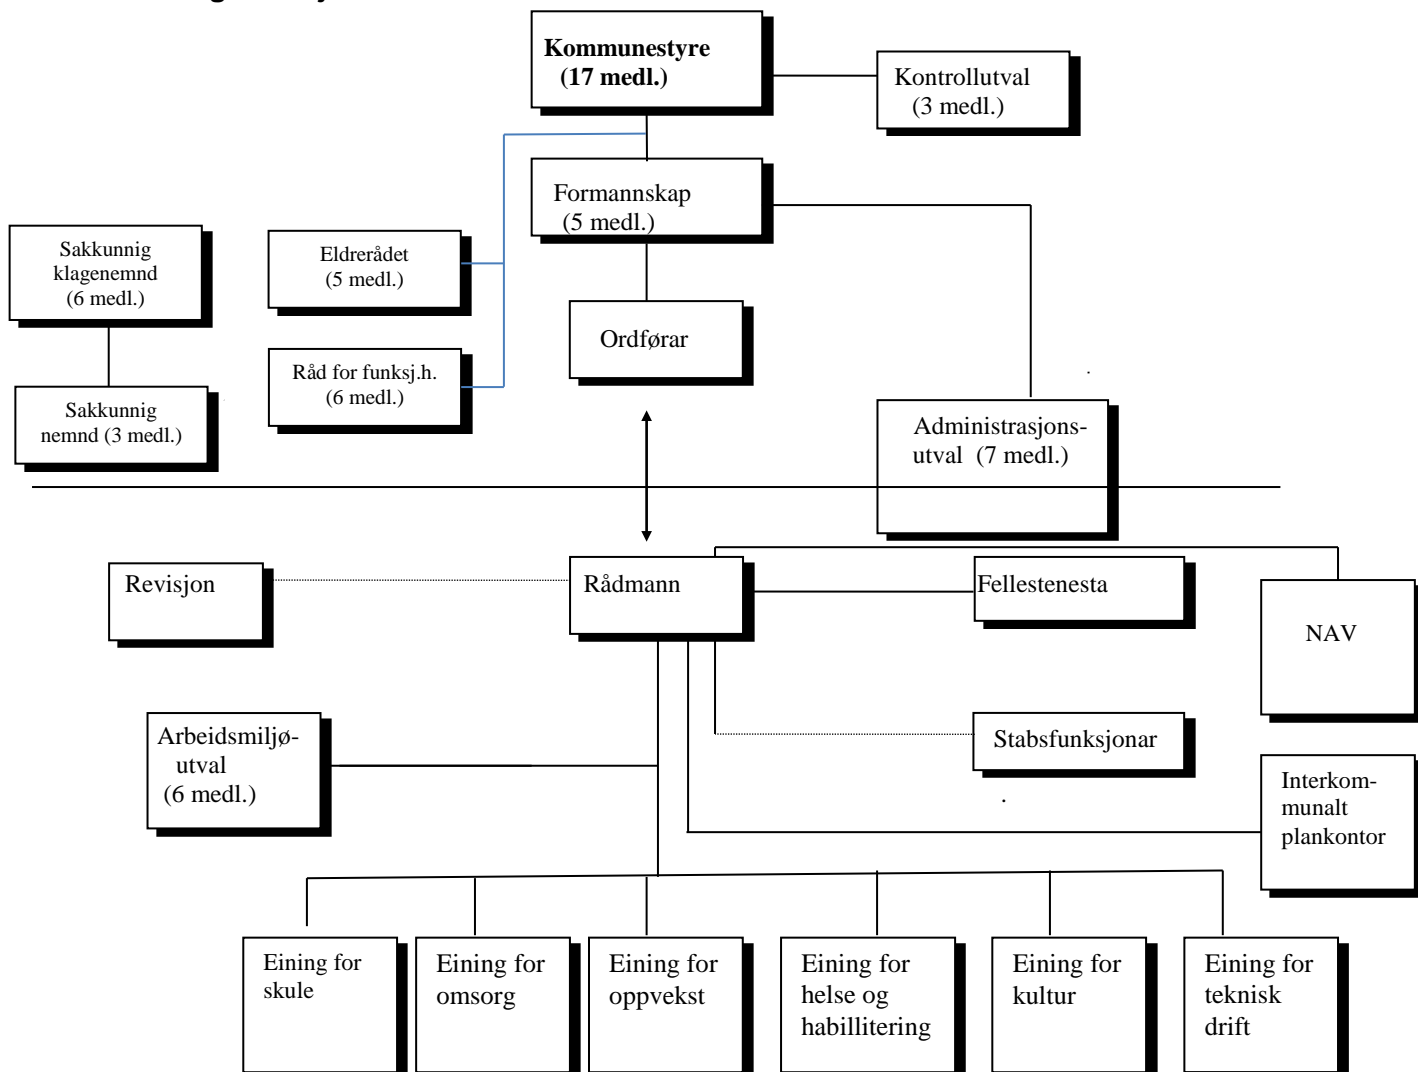 Kommunestyre
(17 medl.)
Kontrollutval
(3 medl.)
Formannskap
(5 medl.)
Sakkunnig
klagenemnd
(6 medl.)
Eldrerådet
(5 medl.)
Ordførar
Råd for funksj.h.
(6 medl.)
Sakkunnig
nemnd (3 medl.)
Administrasjons-
utval (7 medl.)
Revisjon
Rådmann
Fellestenesta
NAV
Arbeidsmiljø-
utval
(6 medl.)
Stabsfunksjonar
Interkom-
munalt
plankontor
Eining for
skule
Eining for
omsorg
Eining for
oppvekst
Eining for
helse og
habillitering
Eining for
kultur
Eining for
teknisk
drift